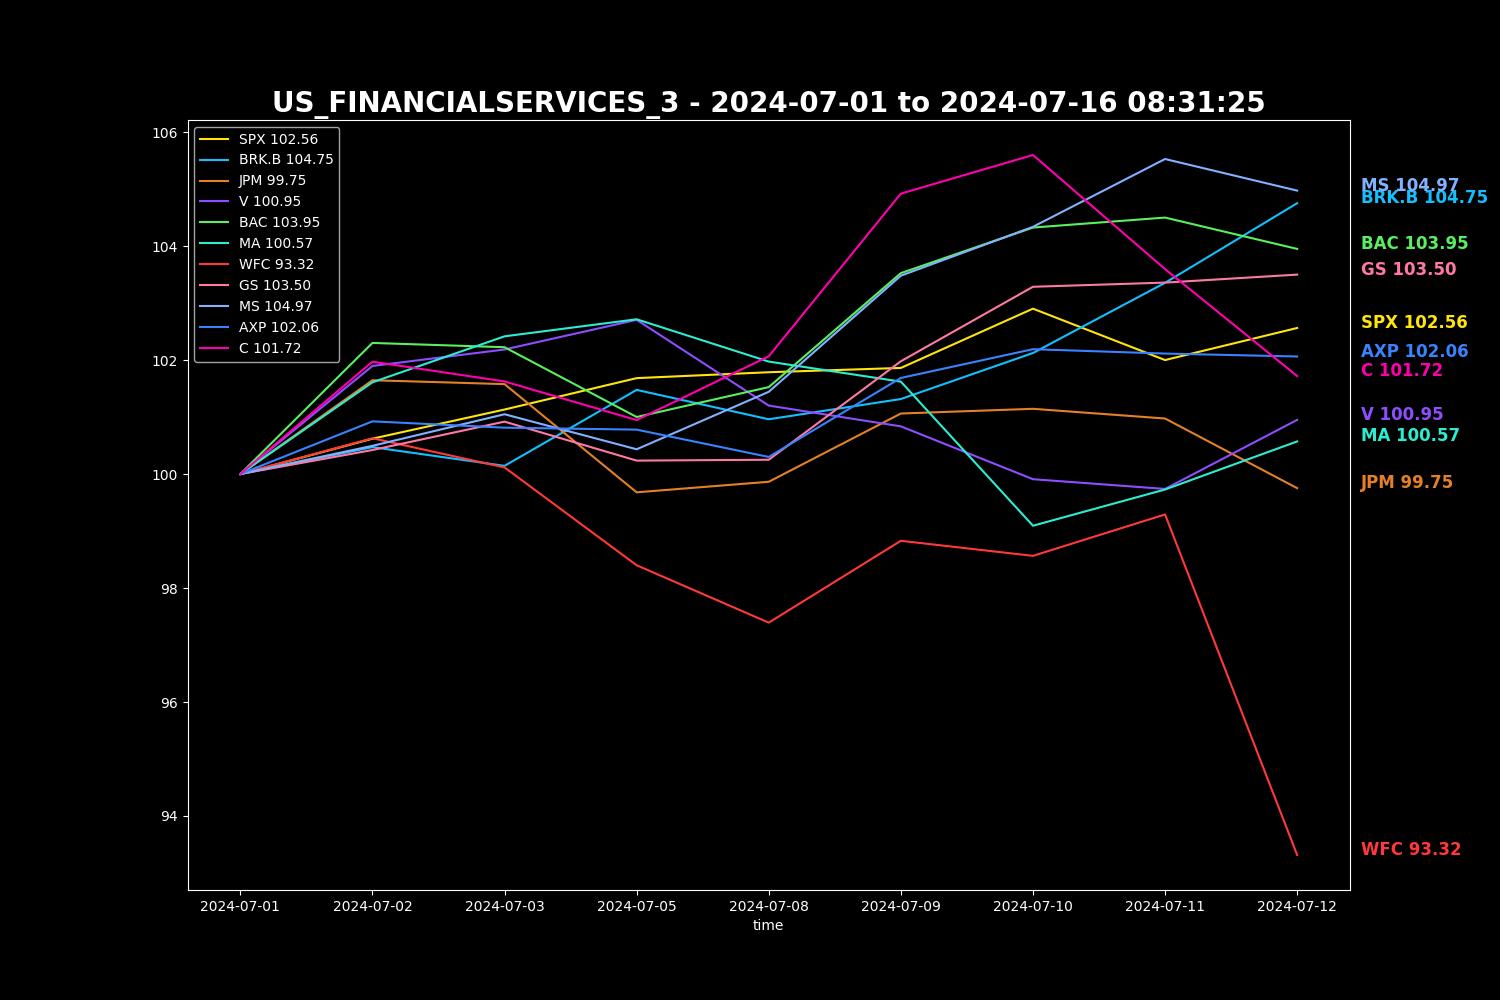 US_FINANCIALSERVICES_3 - 2024-07-01 to 2024-07-16 08:31:25
106
104
102
100
98
96
94
SPX 102.56
BRK.B 104.75
JPM 99.75
V 100.95
BAC 103.95
MA 100.57
WFC 93.32
GS 103.50
MS 104.97
AXP 102.06
C 101.72
MS 104.97
BRK.B 104.75
BAC 103.95
GS 103.50
SPX 102.56
AXP 102.06
C 101.72
V 100.95
MA 100.57
JPM 99.75
WFC 93.32
2024-07-01 2024-07-02 2024-07-03 2024-07-05 2024-07-08 2024-07-09 2024-07-10 2024-07-11 2024-07-12
time